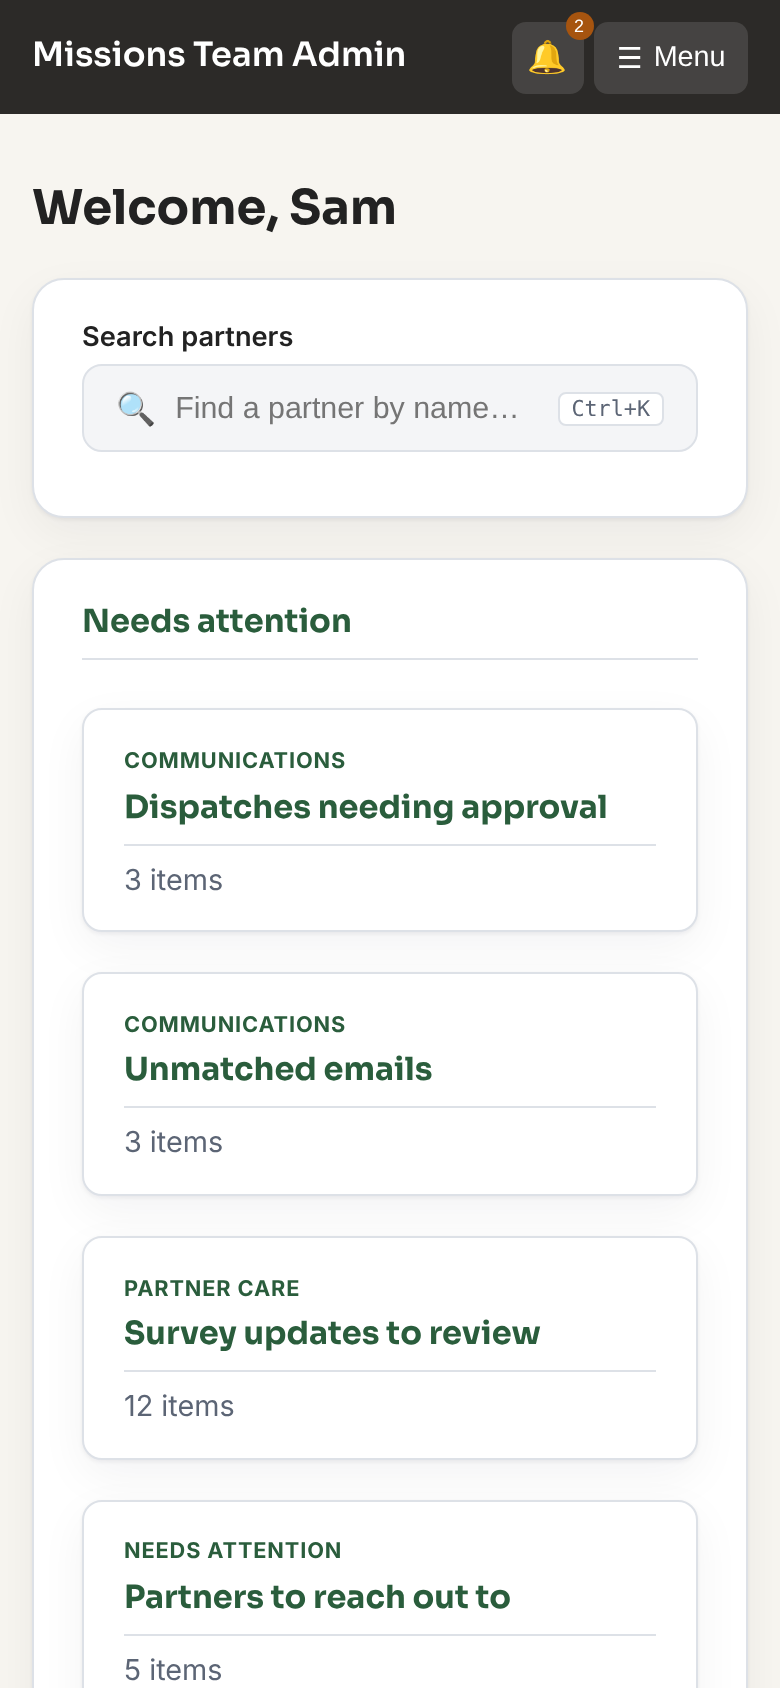 Missions Team Admin
2
☰ Menu
Welcome, Sam
Search partners
Find a partner by name…
Ctrl+K
Needs attention
COMMUNICATIONS
Dispatches needing approval
3 items
COMMUNICATIONS
Unmatched emails
3 items
PARTNER CARE
Survey updates to review
12 items
NEEDS ATTENTION
Partners to reach out to
5 items